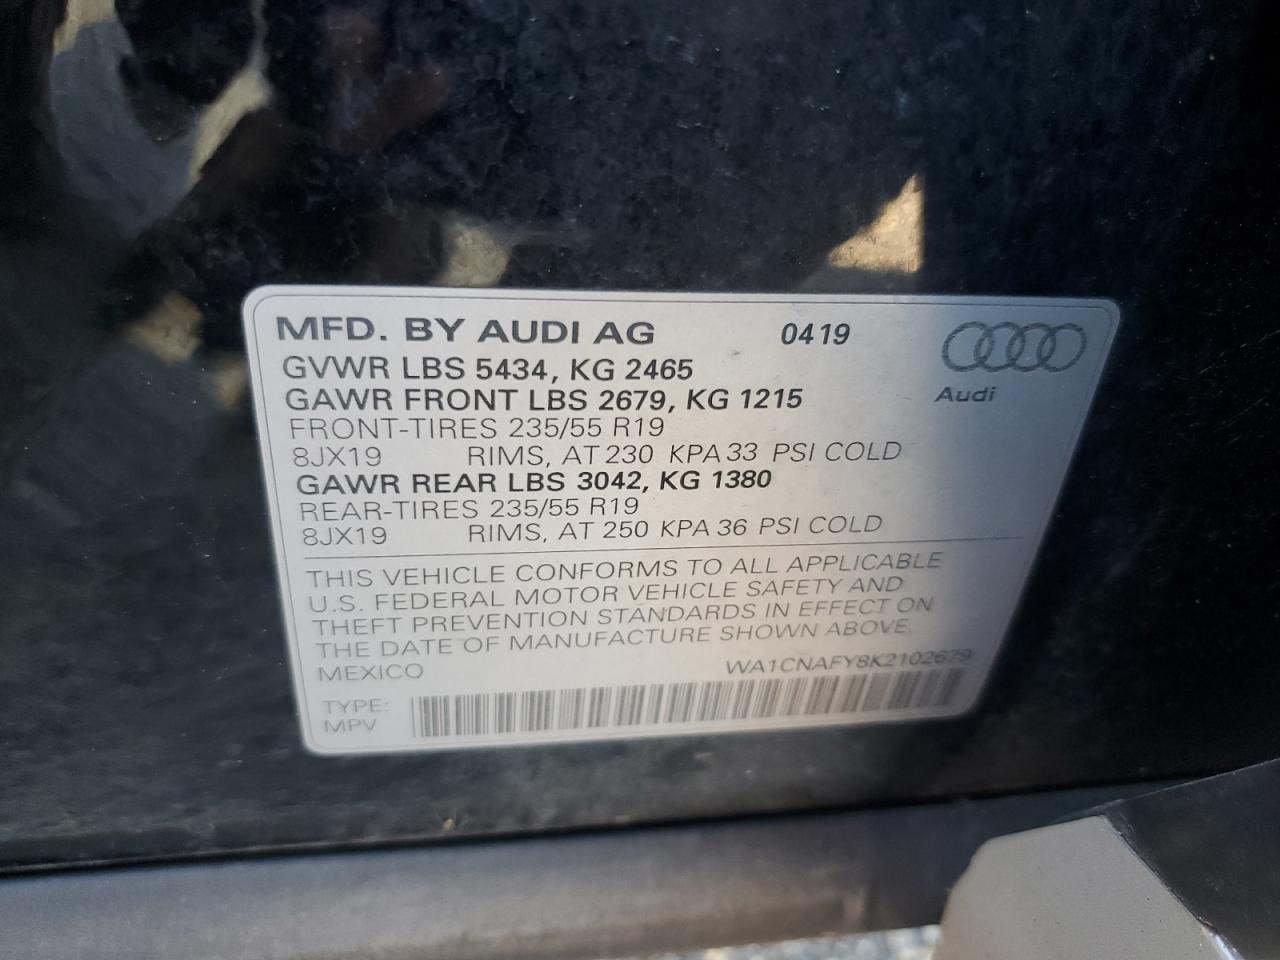 MFD. BY AUDI AG 0419
GVWR LBS 5434, KG 2465
GAWR FRONT LBS 2679, KG 1215
Audi
FRONT-TIRES 235/55 R19
8JX19 RIMS, AT 230 KPA 33 PSI COLD
GAWR REAR LBS 3042, KG 1380
REAR-TIRES 235/55 R19
8JX19 RIMS, AT 250 KPA 36 PSI COLD
THIS VEHICLE CONFORMS TO ALL APPLICABLE
U.S. FEDERAL MOTOR VEHICLE SAFETY AND
THEFT PREVENTION STANDARDS IN EFFECT ON
THE DATE OF MANUFACTURE SHOWN ABOVE.
MEXICO WA1CNAFY8K2102679
TYPE:
MPV